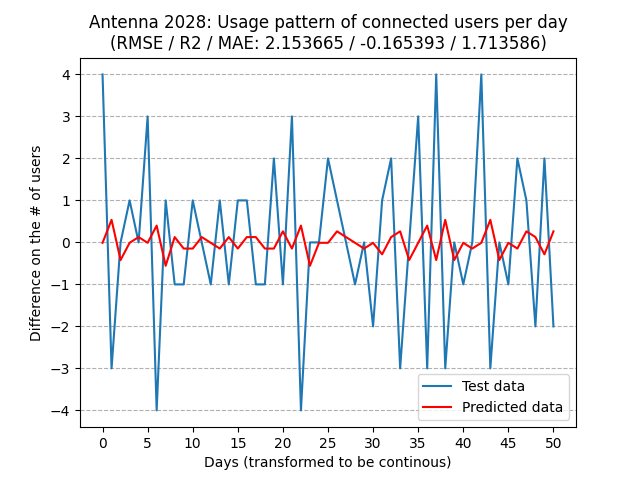 Antenna 2028: Usage pattern of connected users per day
(RMSE / R2 / MAE: 2.153665 / -0.165393 / 1.713586)
Difference on the # of users
4
3
2
1
0
−1
−2
−3
−4
Test data
Predicted data
0 5 10 15 20 25 30 35 40 45 50
Days (transformed to be continous)